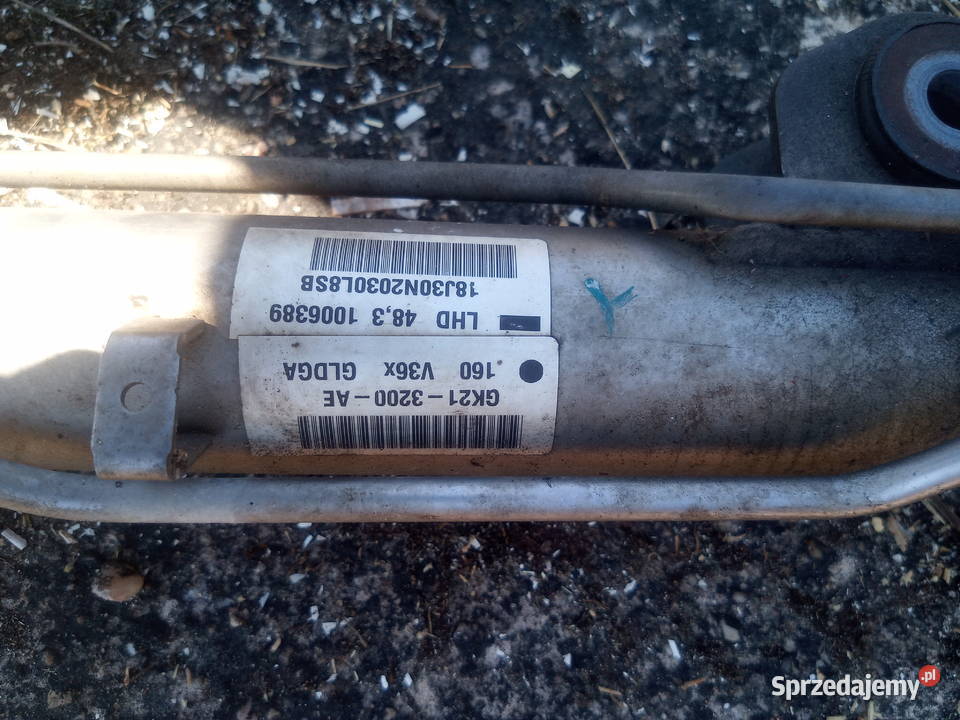 GK21-3200-AE
160 V36x GLDGA
LHD 48,3 1006389
18J30N2030L8SB
Sprzedajemy.pl